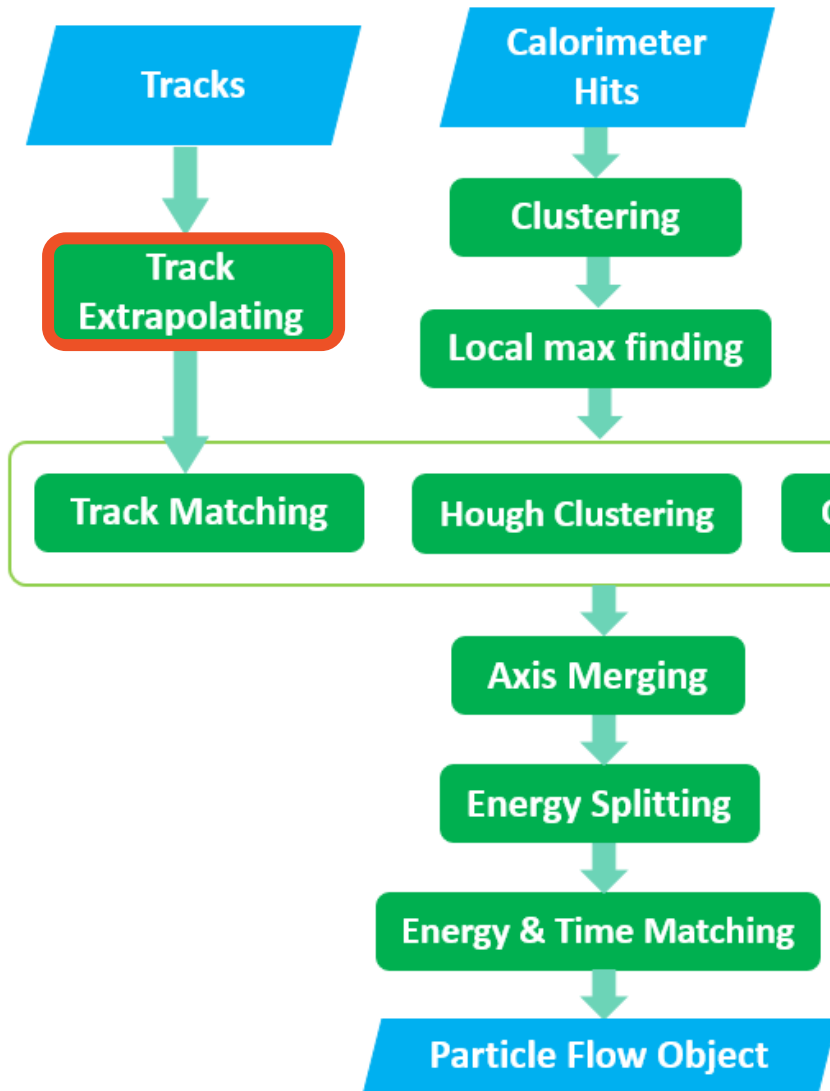 Tracks
Calorimeter
Hits
Track
Extrapolating
Clustering
Local max finding
Track Matching
Hough Clustering
Axis Merging
Energy Splitting
Energy & Time Matching
Particle Flow Object